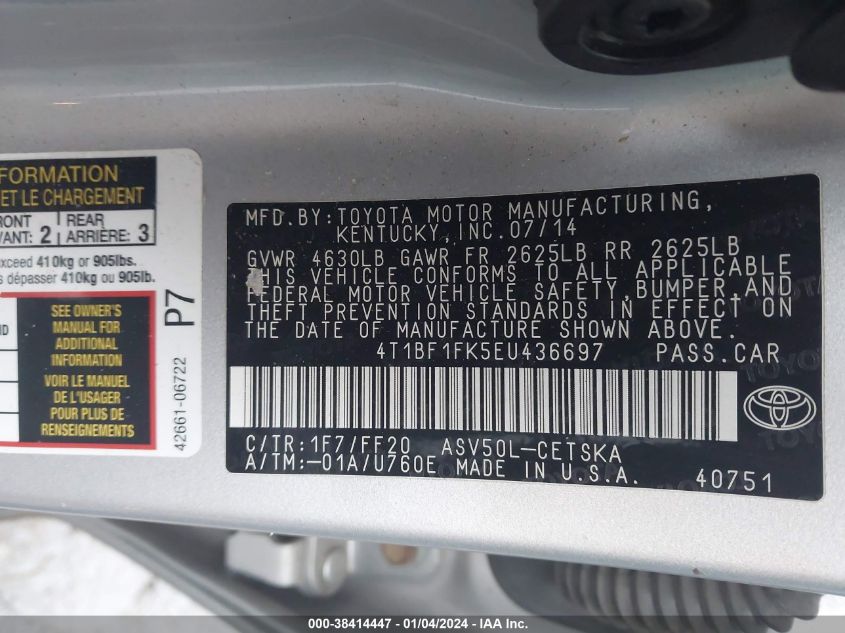 FORMATION
ET LE CHARGEMENT
RONT
VANT: 2
REAR
ARRIÈRE: 3
exceed 410kg or 905lbs.
s dépasser 410kg ou 905lb.
SEE OWNER'S
MANUAL FOR
ADDITIONAL
INFORMATION
VOIR LE MANUEL
DE L'USAGER
POUR PLUS DE
RENSEIGNEMENTS
P7
42661-06722
MFD.BY:TOYOTA MOTOR MANUFACTURING,
KENTUCKY,INC.07/14
GVWR 4630LB GAWR FR 2625LB RR 2625LB
THIS VEHICLE CONFORMS TO ALL APPLICABLE
FEDERAL MOTOR VEHICLE SAFETY,BUMPER,AND
THEFT PREVENTION STANDARDS IN EFFECT ON
THE DATE OF MANUFACTURE SHOWN ABOVE.
4T1BF1FK5EU436697 PASS.CAR
C/TR:1F7/FF20 ASV50L-CETSKA
A/TM:-01A/U760E MADE IN U.S.A.
40751
000-38414447 - 01/04/2024 - IAA Inc.